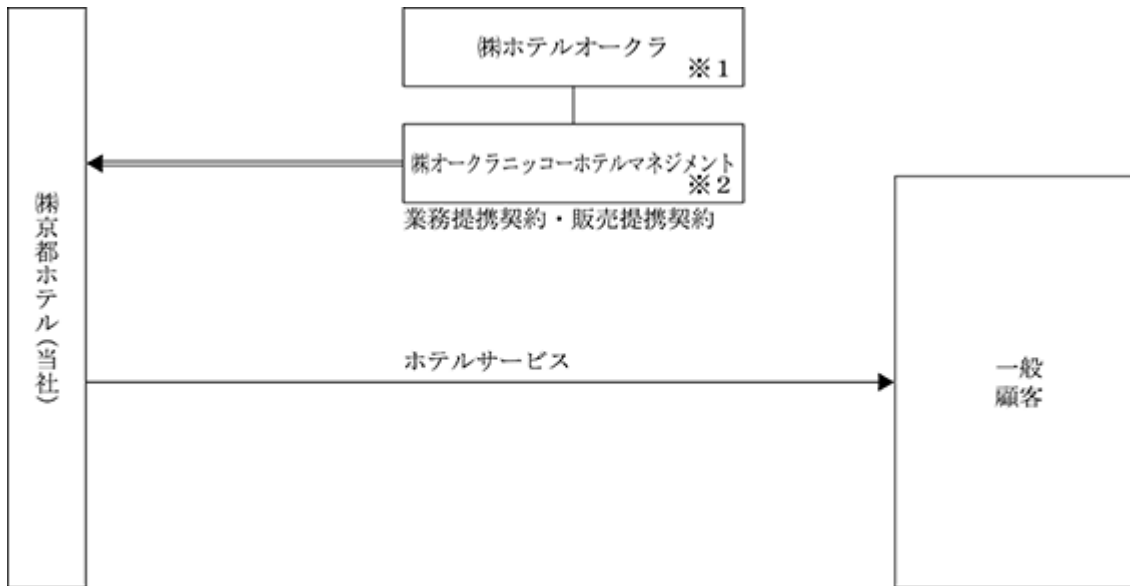 ㈱ホテルオークラ
※1
㈱オークラニッコーホテルマネジメント
※2
業務提携契約・販売提携契約
㈱京都ホテル(当社)
ホテルサービス
一般
顧客